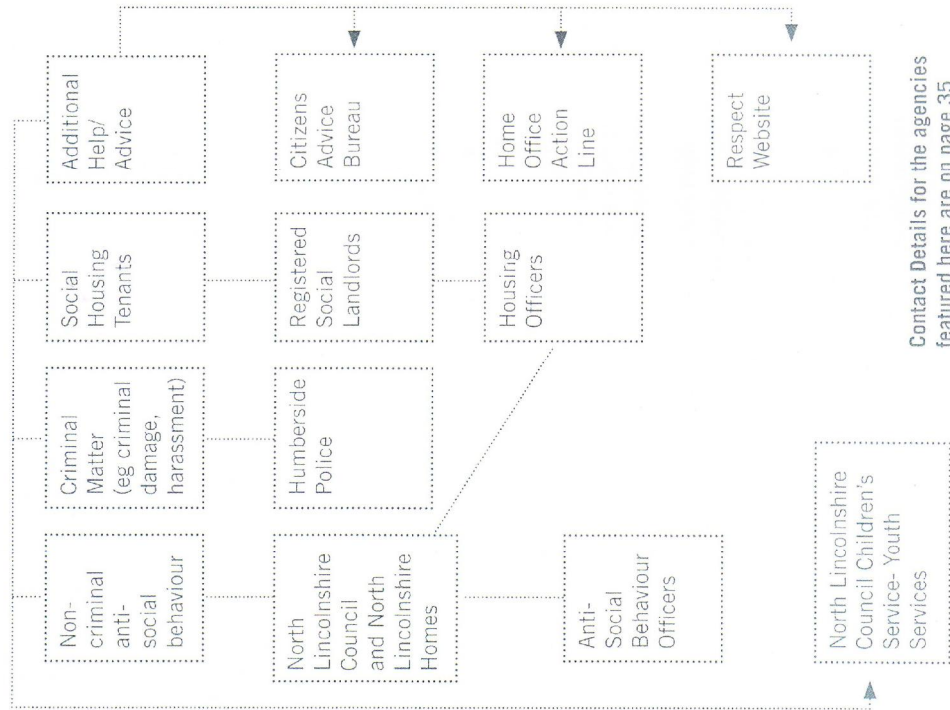 Non-
criminal
anti-
social
behaviour
Criminal
Matter
(eg criminal
damage,
harassment)
Social
Housing
Tenants
Additional
Help/
Advice
North
Lincolnshire
Council
and North
Lincolnshire
Homes
Humberside
Police
Registered
Social
Landlords
Citizens
Advice
Bureau
Anti-
Social
Behaviour
Officers
Housing
Officers
Home
Office
Action
Line
North Lincolnshire
Council Children's
Service- Youth
Services
Respect
Website
Contact Details for the agencies
featured here are on page 35